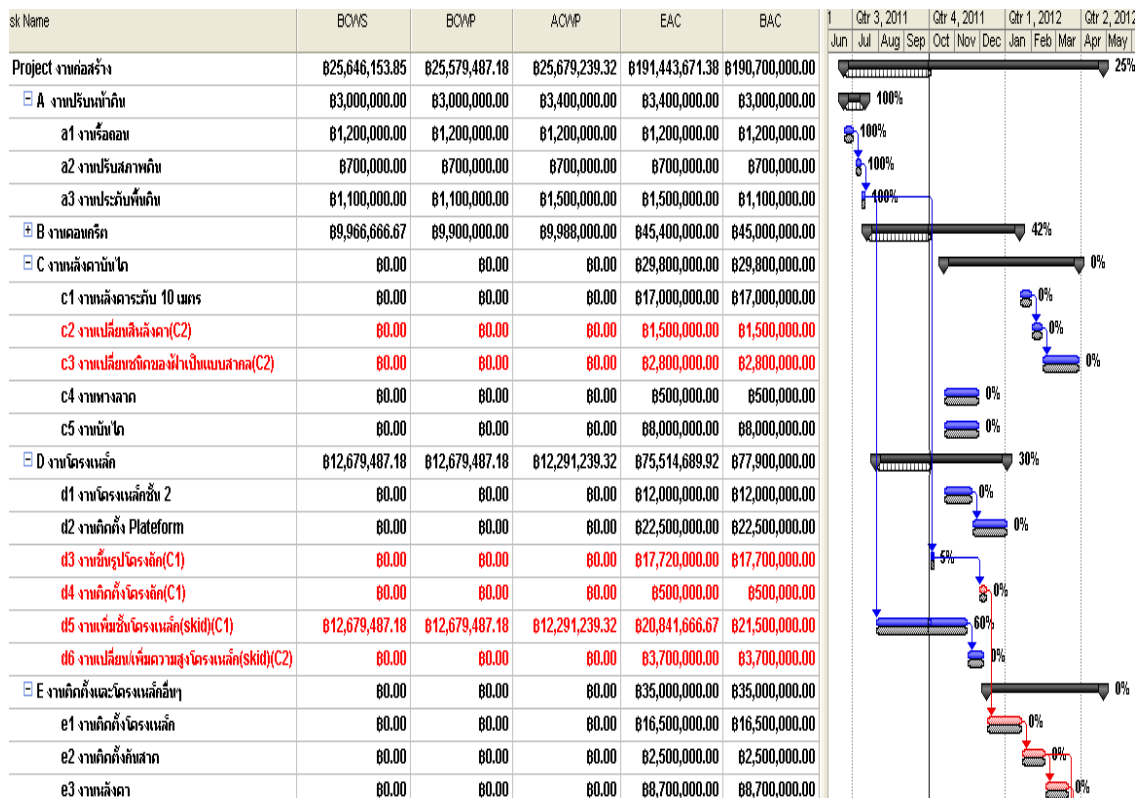 sk Name BCWS BCWP ACWP EAC BAC
1 Qtr 3, 2011 Qtr 4, 2011 Qtr 1, 2012 Qtr 2, 2012
Jun Jul Aug Sep Oct Nov Dec Jan Feb Mar Apr May
Project งานก่อสร้าง ฿25,646,153.85 ฿25,579,487.18 ฿25,679,239.32 ฿191,443,671.38 ฿190,700,000.00 25%
A งานปรับหน้าดิน ฿3,000,000.00 ฿3,000,000.00 ฿3,400,000.00 ฿3,400,000.00 ฿3,000,000.00 100%
a1 งานรื้อถอน ฿1,200,000.00 ฿1,200,000.00 ฿1,200,000.00 ฿1,200,000.00 ฿1,200,000.00 100%
a2 งานปรับสภาพดิน ฿700,000.00 ฿700,000.00 ฿700,000.00 ฿700,000.00 ฿700,000.00 100%
a3 งานประดับพื้นดิน ฿1,100,000.00 ฿1,100,000.00 ฿1,500,000.00 ฿1,500,000.00 ฿1,100,000.00 100%
B งานคอนกรีต ฿9,966,666.67 ฿9,900,000.00 ฿9,988,000.00 ฿45,400,000.00 ฿45,000,000.00 42%
C งานหลังคาบันได ฿0.00 ฿0.00 ฿0.00 ฿29,800,000.00 ฿29,800,000.00 0%
c1 งานหลังคาระดับ 10 เมตร ฿0.00 ฿0.00 ฿0.00 ฿17,000,000.00 ฿17,000,000.00 0%
c2 งานเปลี่ยนสีหลังคา(C2) ฿0.00 ฿0.00 ฿0.00 ฿1,500,000.00 ฿1,500,000.00 0%
c3 งานเปลี่ยนชนิดของฝ้าเป็นแบบสากล(C2) ฿0.00 ฿0.00 ฿0.00 ฿2,800,000.00 ฿2,800,000.00 0%
c4 งานทางลาด ฿0.00 ฿0.00 ฿0.00 ฿500,000.00 ฿500,000.00 0%
c5 งานบันได ฿0.00 ฿0.00 ฿0.00 ฿8,000,000.00 ฿8,000,000.00 0%
D งานโครงเหล็ก ฿12,679,487.18 ฿12,679,487.18 ฿12,291,239.32 ฿75,514,689.92 ฿77,900,000.00 30%
d1 งานโครงเหล็กชั้น 2 ฿0.00 ฿0.00 ฿0.00 ฿12,000,000.00 ฿12,000,000.00 0%
d2 งานติดตั้ง Plateform ฿0.00 ฿0.00 ฿0.00 ฿22,500,000.00 ฿22,500,000.00 0%
d3 งานขึ้นรูปโครงถัก(C1) ฿0.00 ฿0.00 ฿0.00 ฿17,720,000.00 ฿17,700,000.00 5%
d4 งานติดตั้งโครงถัก(C1) ฿0.00 ฿0.00 ฿0.00 ฿500,000.00 ฿500,000.00 0%
d5 งานเพิ่มชั้นโครงเหล็ก(skid)(C1) ฿12,679,487.18 ฿12,679,487.18 ฿12,291,239.32 ฿20,841,666.67 ฿21,500,000.00 60%
d6 งานเปลี่ยน/เพิ่มความสูงโครงเหล็ก(skid)(C2) ฿0.00 ฿0.00 ฿0.00 ฿3,700,000.00 ฿3,700,000.00 0%
E งานติดตั้งและโครงเหล็กอื่นๆ ฿0.00 ฿0.00 ฿0.00 ฿35,000,000.00 ฿35,000,000.00 0%
e1 งานติดตั้งโครงเหล็ก ฿0.00 ฿0.00 ฿0.00 ฿16,500,000.00 ฿16,500,000.00 0%
e2 งานติดตั้งกันสาด ฿0.00 ฿0.00 ฿0.00 ฿2,500,000.00 ฿2,500,000.00 0%
e3 งานหลังคา ฿0.00 ฿0.00 ฿0.00 ฿8,700,000.00 ฿8,700,000.00 0%